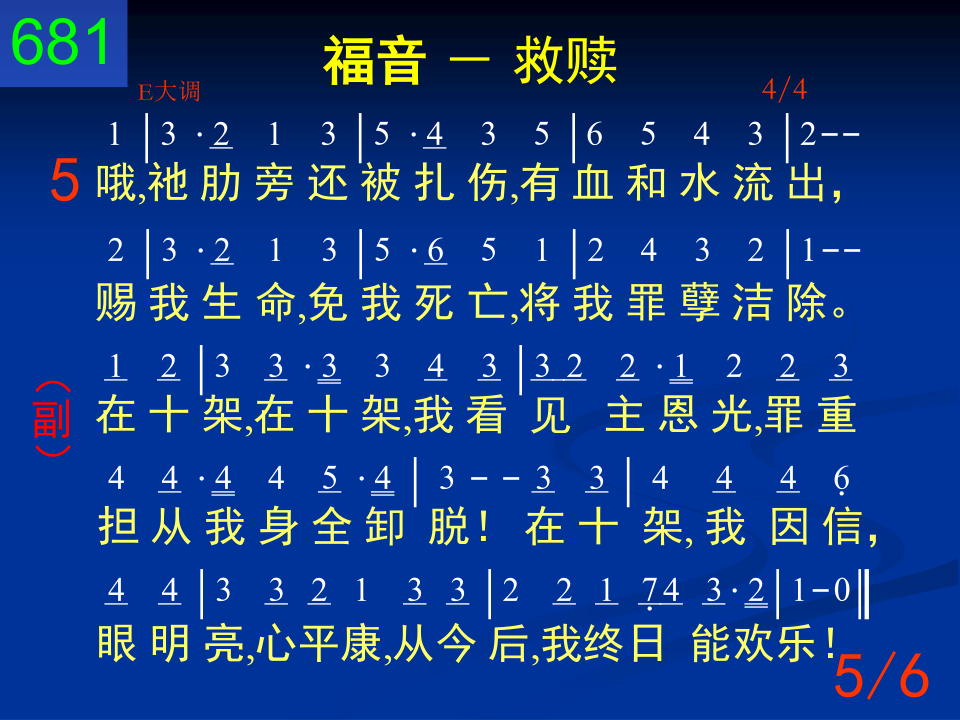 681
福音 － 救赎
E大调 4/4
1 | 3 · 2 1 3 | 5 · 4 3 5 | 6 5 4 3 | 2--
5 哦,祂肋旁还被扎伤,有血和水流出,
2 | 3 · 2 1 3 | 5 · 6 5 1 | 2 4 3 2 | 1--
赐我生命,免我死亡,将我罪孽洁除。
1 2 | 3 3 · 3 3 4 3 | 3 2 2 · 1 2 2 3
（副） 在十架,在十架,我看见 主恩光,罪重
4 4 · 4 4 5 · 4 | 3 - - 3 3 | 4 4 4 6̣
担从我身全卸 脱! 在十 架, 我 因信,
4 4 | 3 3 2 1 3 3 | 2 2 1 7̣ 4 3 · 2 | 1-0‖
眼明亮,心平康,从今后,我终日 能欢乐!
5/6